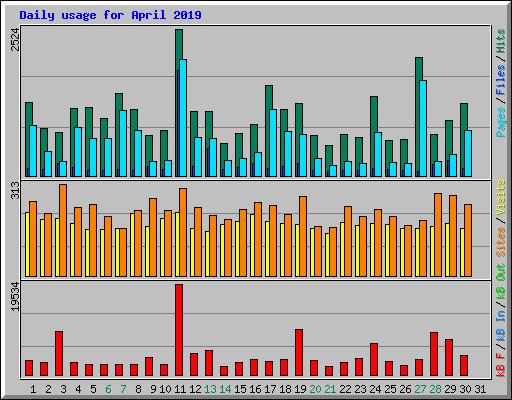 Daily usage for April 2019
2524
313
19534
Pages / Files / Hits
Sites / Visits
kB F / kB In / kB Out
1 2 3 4 5 6 7 8 9 10 11 12 13 14 15 16 17 18 19 20 21 22 23 24 25 26 27 28 29 30 31